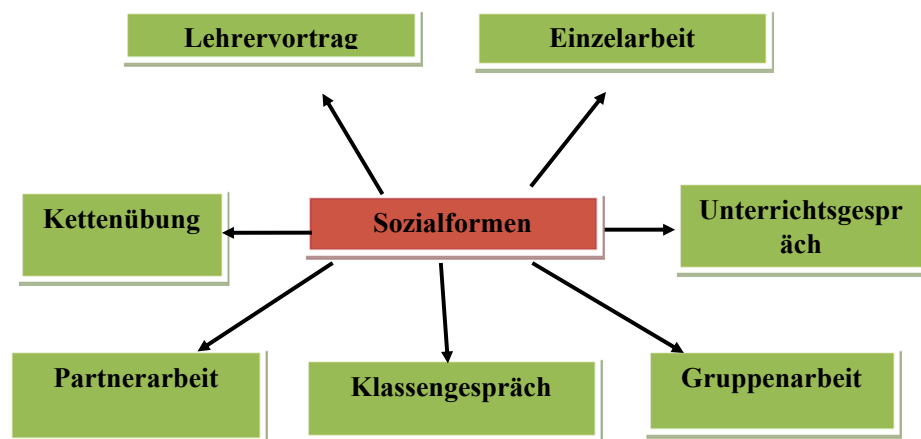 Lehrervortrag
Einzelarbeit
Kettenübung
Sozialformen
Unterrichtsgespr
äch
Partnerarbeit
Klassengespräch
Gruppenarbeit